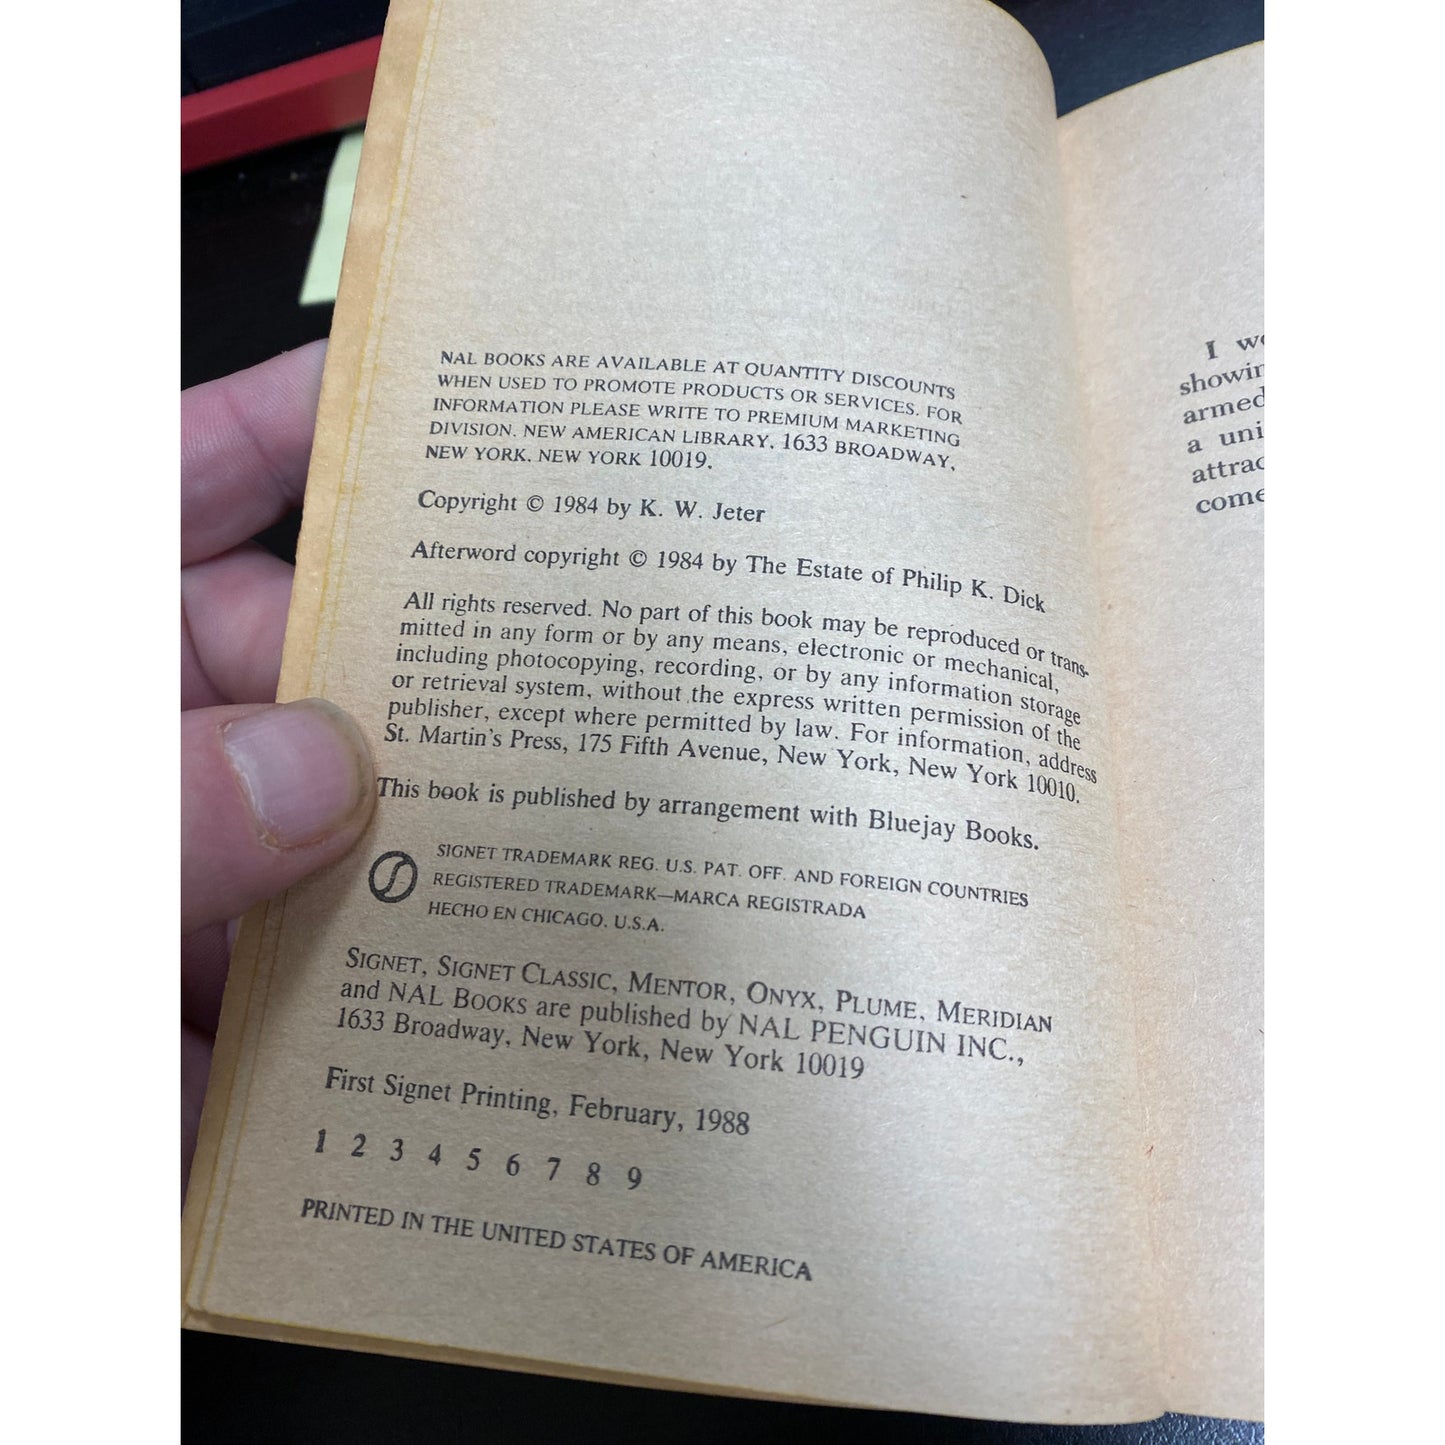 NAL BOOKS ARE AVAILABLE AT QUANTITY DISCOUNTS
WHEN USED TO PROMOTE PRODUCTS OR SERVICES. FOR
INFORMATION PLEASE WRITE TO PREMIUM MARKETING
DIVISION. NEW AMERICAN LIBRARY. 1633 BROADWAY,
NEW YORK. NEW YORK 10019.
Copyright © 1984 by K. W. Jeter
Afterword copyright © 1984 by The Estate of Philip K. Dick
All rights reserved. No part of this book may be reproduced or trans-
mitted in any form or by any means, electronic or mechanical,
including photocopying, recording, or by any information storage
or retrieval system, without the express written permission of the
publisher, except where permitted by law. For information, address
St. Martin's Press, 175 Fifth Avenue, New York, New York 10010.
This book is published by arrangement with Bluejay Books.
SIGNET TRADEMARK REG. U.S. PAT. OFF. AND FOREIGN COUNTRIES
REGISTERED TRADEMARK—MARCA REGISTRADA
HECHO EN CHICAGO. U.S.A.
SIGNET, SIGNET CLASSIC, MENTOR, ONYX, PLUME, MERIDIAN
and NAL BOOKS are published by NAL PENGUIN INC.,
1633 Broadway, New York, New York 10019
First Signet Printing, February, 1988
1 2 3 4 5 6 7 8 9
PRINTED IN THE UNITED STATES OF AMERICA
I
armed
a
come